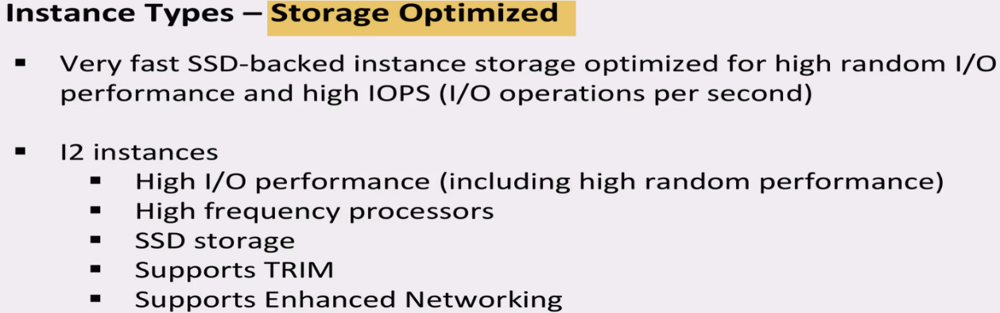 Instance Types – Storage Optimized
▪ Very fast SSD-backed instance storage optimized for high random I/O
performance and high IOPS (I/O operations per second)
▪ I2 instances
▪ High I/O performance (including high random performance)
▪ High frequency processors
▪ SSD storage
▪ Supports TRIM
▪ Supports Enhanced Networking